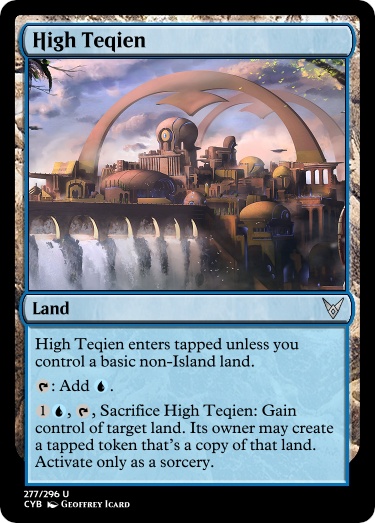 High Teqien
Land
High Teqien enters tapped unless you
control a basic non-Island land.
: Add .
1 , , Sacrifice High Teqien: Gain
control of target land. Its owner may create
a tapped token that's a copy of that land.
Activate only as a sorcery.
277/296 U
CYB Geoffrey Icard